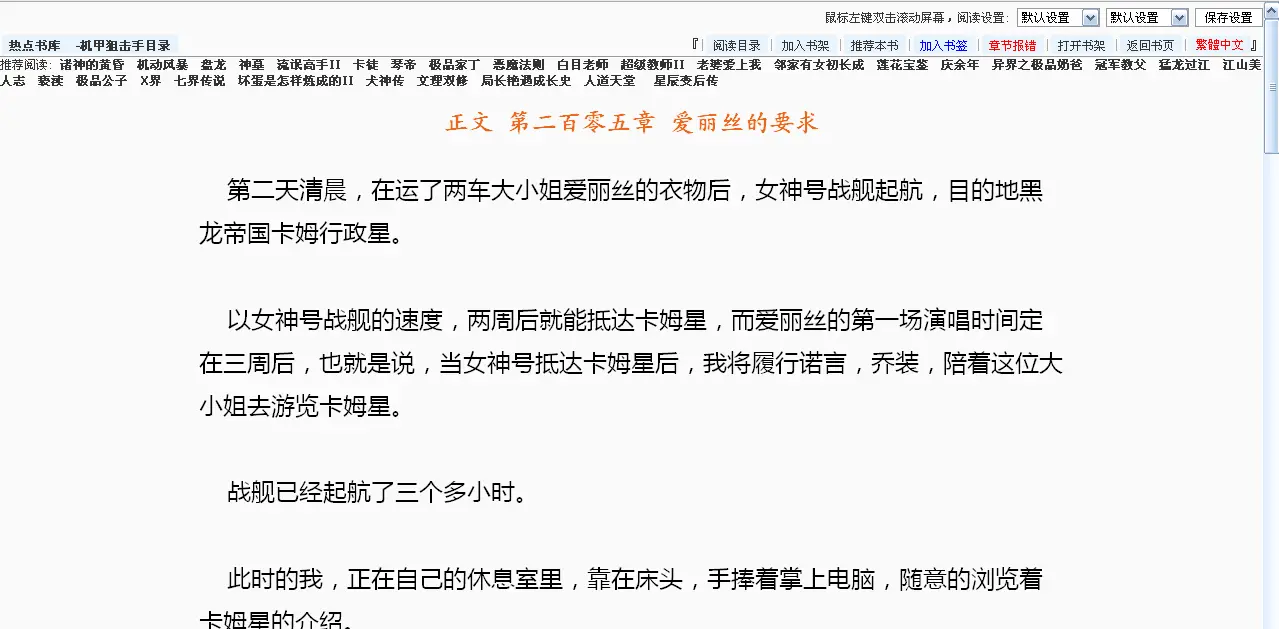 鼠标左键双击滚动屏幕，阅读设置: 默认设置 默认设置 保存设置
热点书库 -机甲狙击手目录 『 | 阅读目录 | 加入书架 | 推荐本书 | 加入书签 | 章节报错 | 打开书架 | 返回书页 | 繁體中文 』
推荐阅读: 诸神的黄昏 机动风暴 盘龙 神墓 流氓高手II 卡徒 琴帝 极品家丁 恶魔法则 白目老师 超级教师II 老婆爱上我 邻家有女初长成 莲花宝鉴 庆余年 异界之极品奶爸 冠军教父 猛龙过江 江山美
人志 亵渎 极品公子 X界 七界传说 坏蛋是怎样炼成的II 犬神传 文理双修 局长艳遇成长史 人道天堂 星辰变后传
正文 第二百零五章 爱丽丝的要求
第二天清晨，在运了两车大小姐爱丽丝的衣物后，女神号战舰起航，目的地黑
龙帝国卡姆行政星。
以女神号战舰的速度，两周后就能抵达卡姆星，而爱丽丝的第一场演唱时间定
在三周后，也就是说，当女神号抵达卡姆星后，我将履行诺言，乔装，陪着这位大
小姐去游览卡姆星。
战舰已经起航了三个多小时。
此时的我，正在自己的休息室里，靠在床头，手捧着掌上电脑，随意的浏览着
卡姆星的介绍。